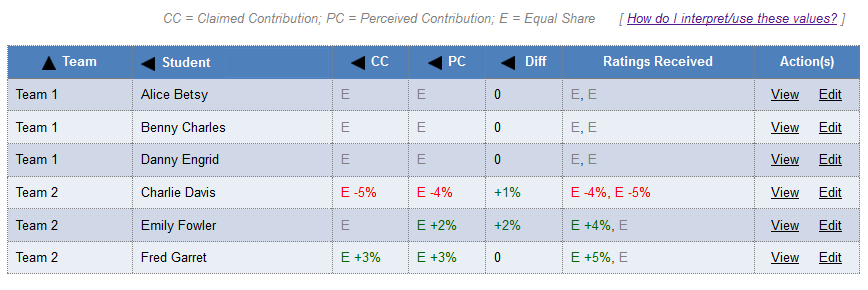 CC = Claimed Contribution; PC = Perceived Contribution; E = Equal Share [ How do I interpret/use these values? ]
Team Student CC PC Diff Ratings Received Action(s)
Team 1 Alice Betsy E E 0 E, E View Edit
Team 1 Benny Charles E E 0 E, E View Edit
Team 1 Danny Engrid E E 0 E, E View Edit
Team 2 Charlie Davis E -5% E -4% +1% E -4%, E -5% View Edit
Team 2 Emily Fowler E E +2% +2% E +4%, E View Edit
Team 2 Fred Garret E +3% E +3% 0 E +5%, E View Edit